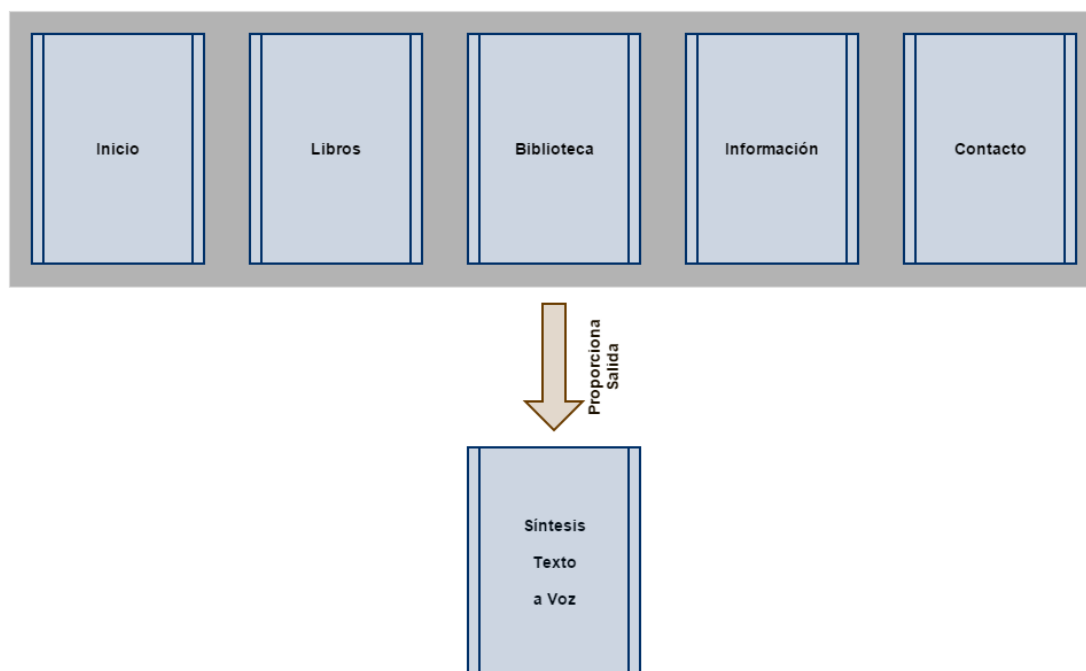 Inicio
Libros
Biblioteca
Información
Contacto
Proporciona
Salida
Síntesis
Texto
a Voz